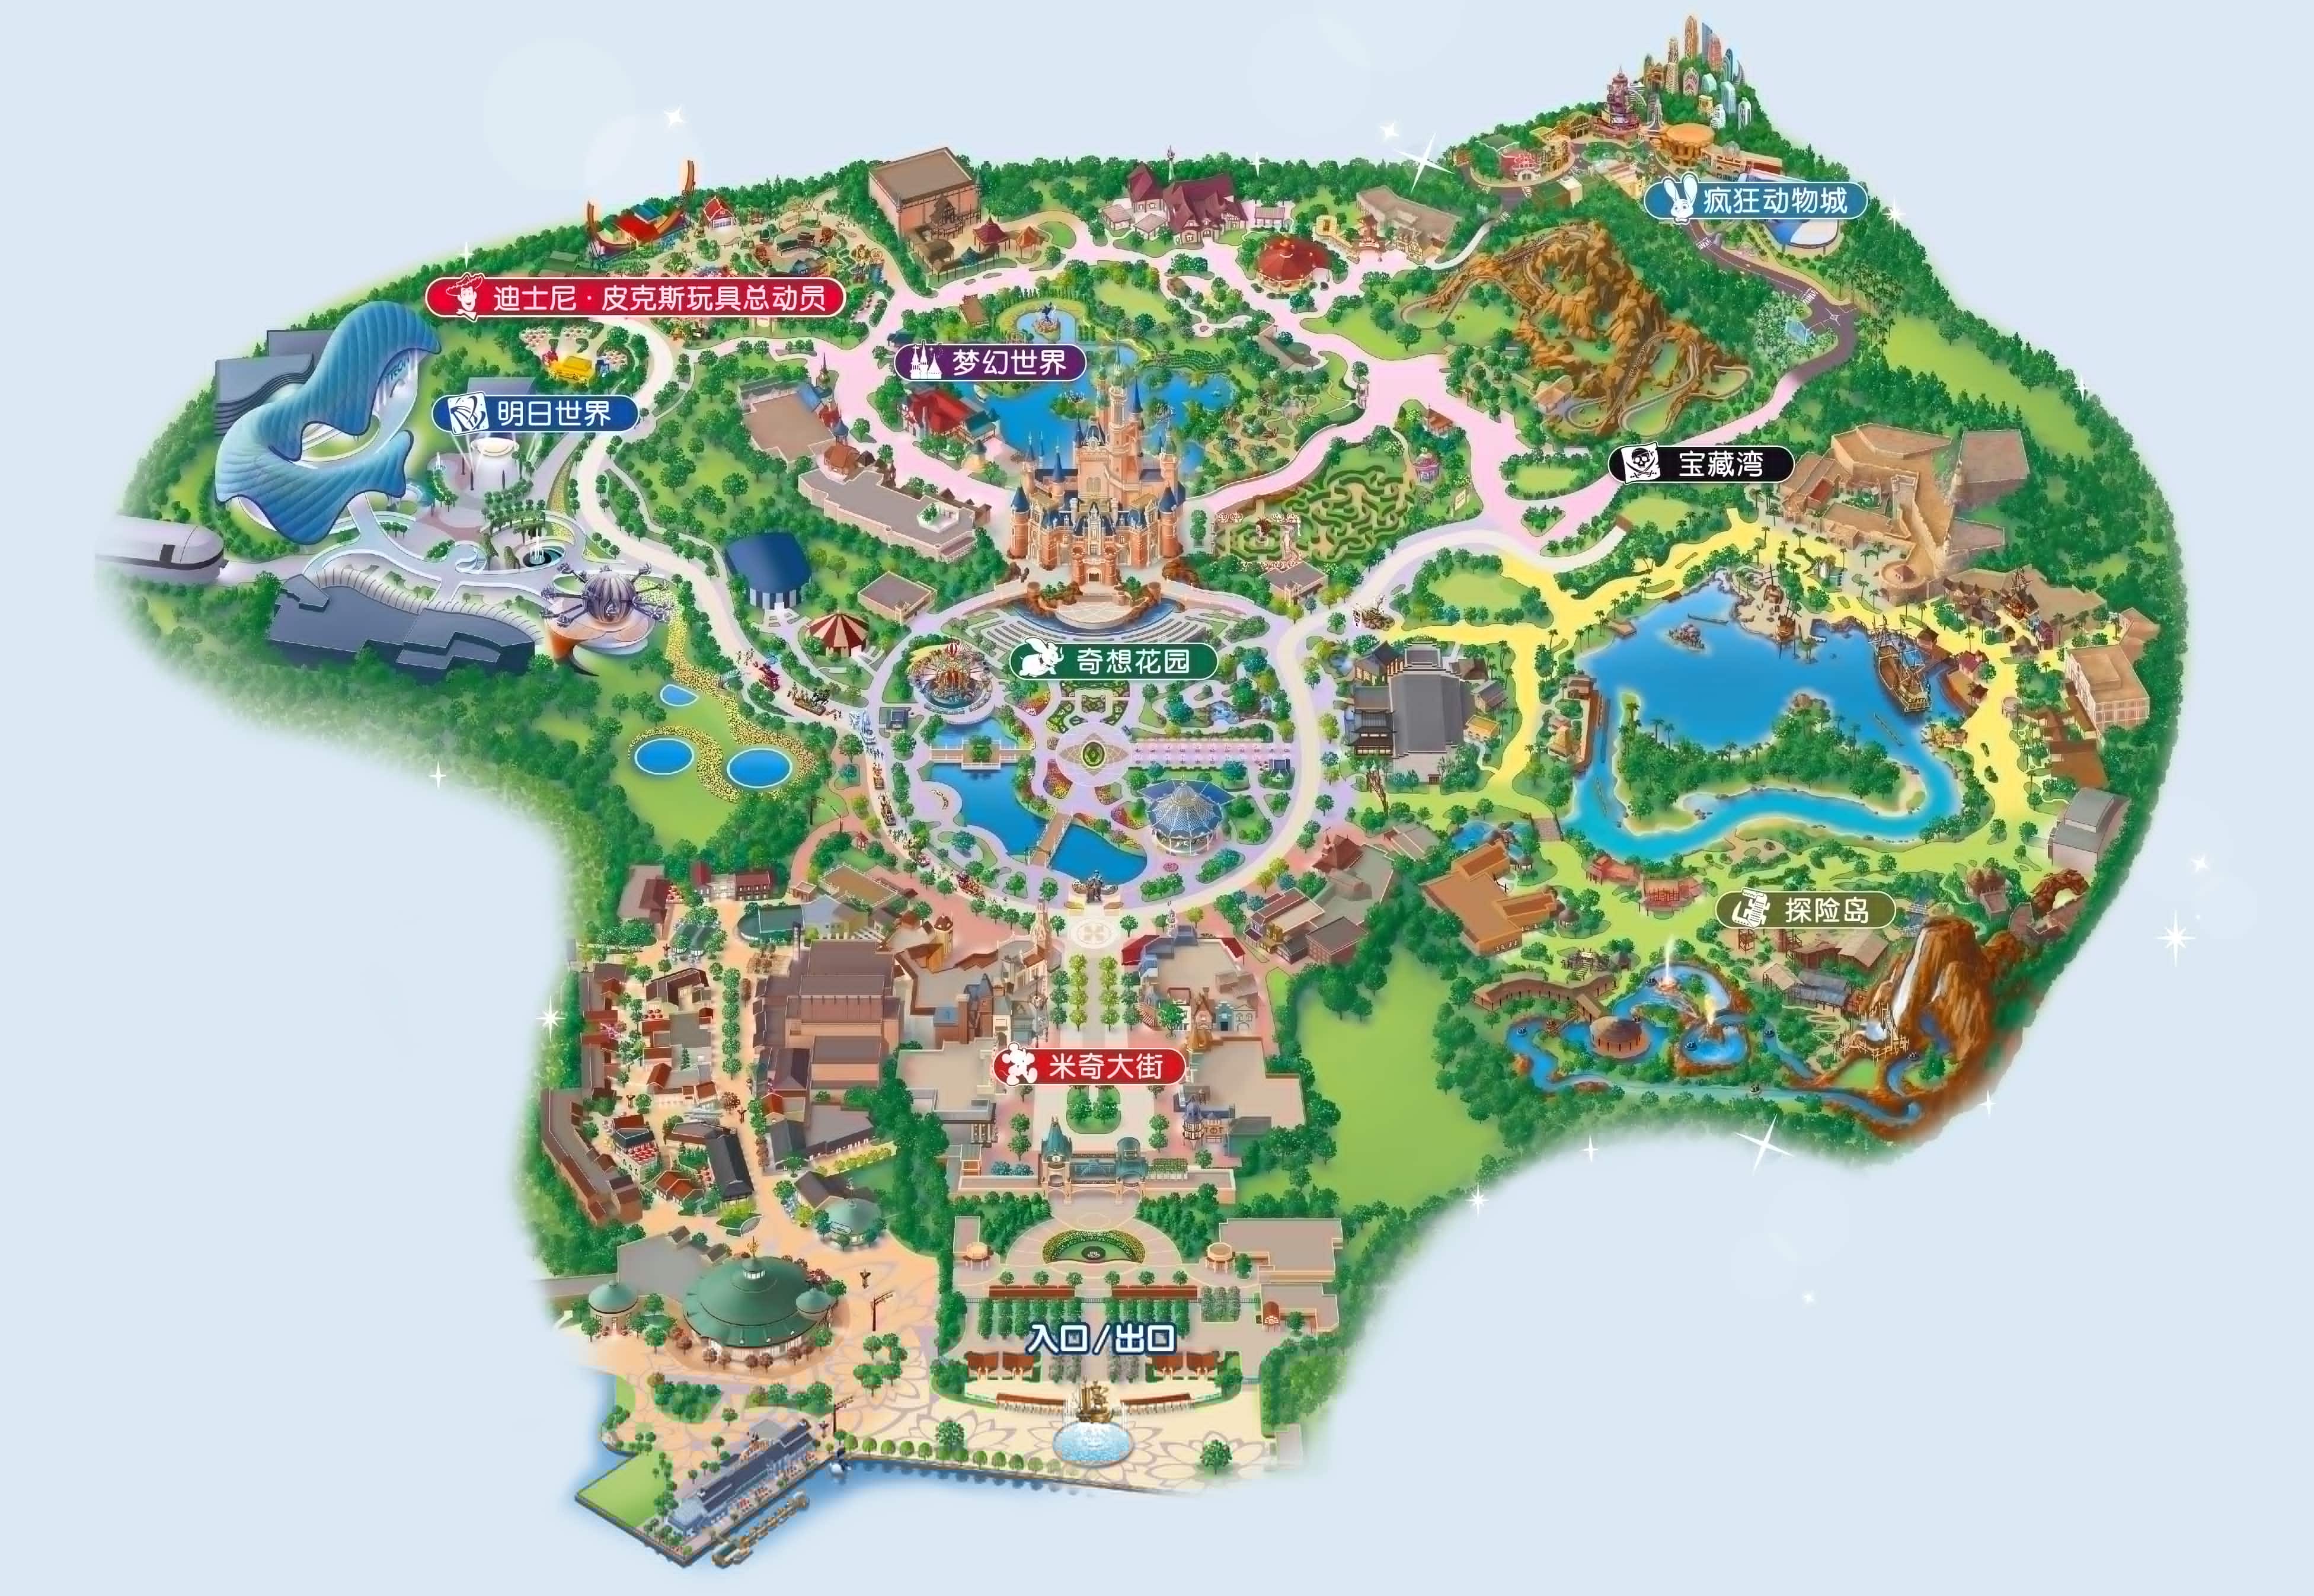 疯狂动物城
迪士尼·皮克斯玩具总动员
梦幻世界
明日世界
宝藏湾
奇想花园
探险岛
米奇大街
入口/出口